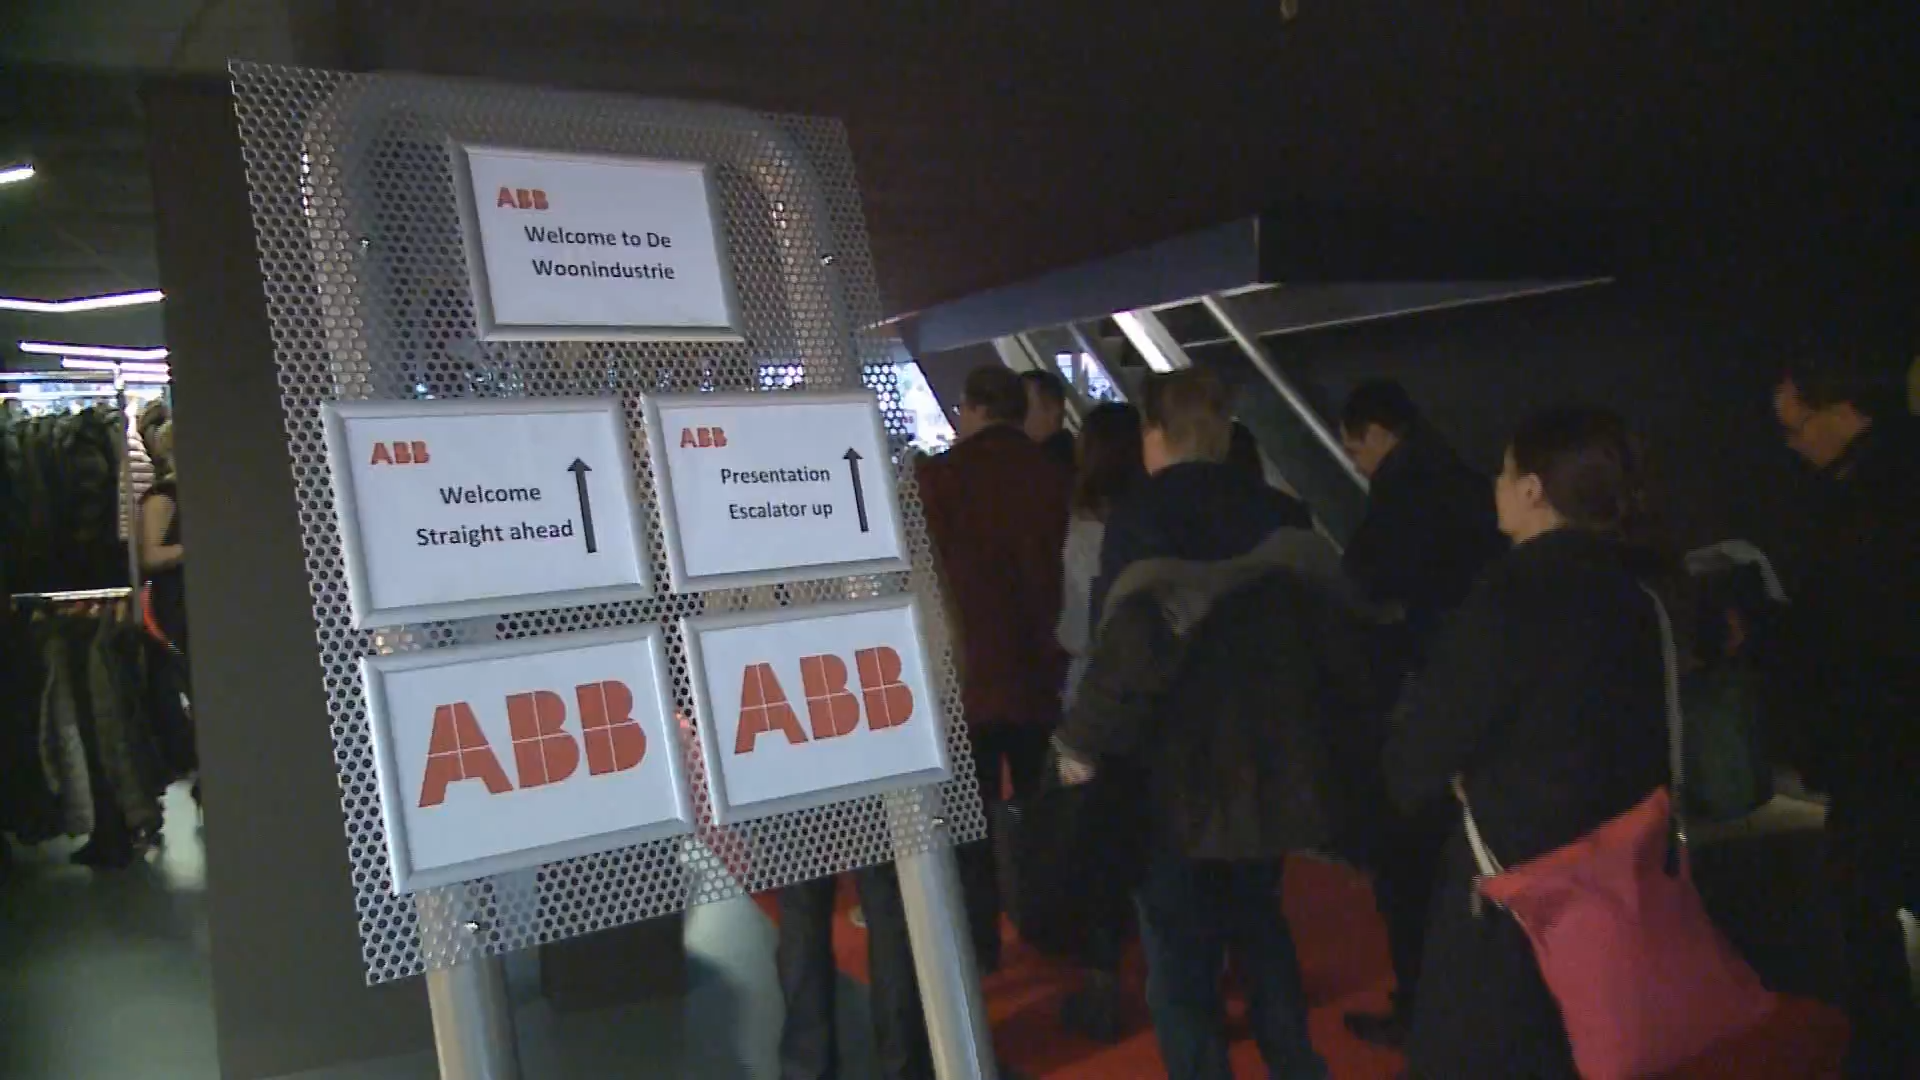 ABB
Welcome to De
Woonindustrie
ABB
Welcome
Straight ahead
ABB
Presentation
Escalator up
ABB
ABB